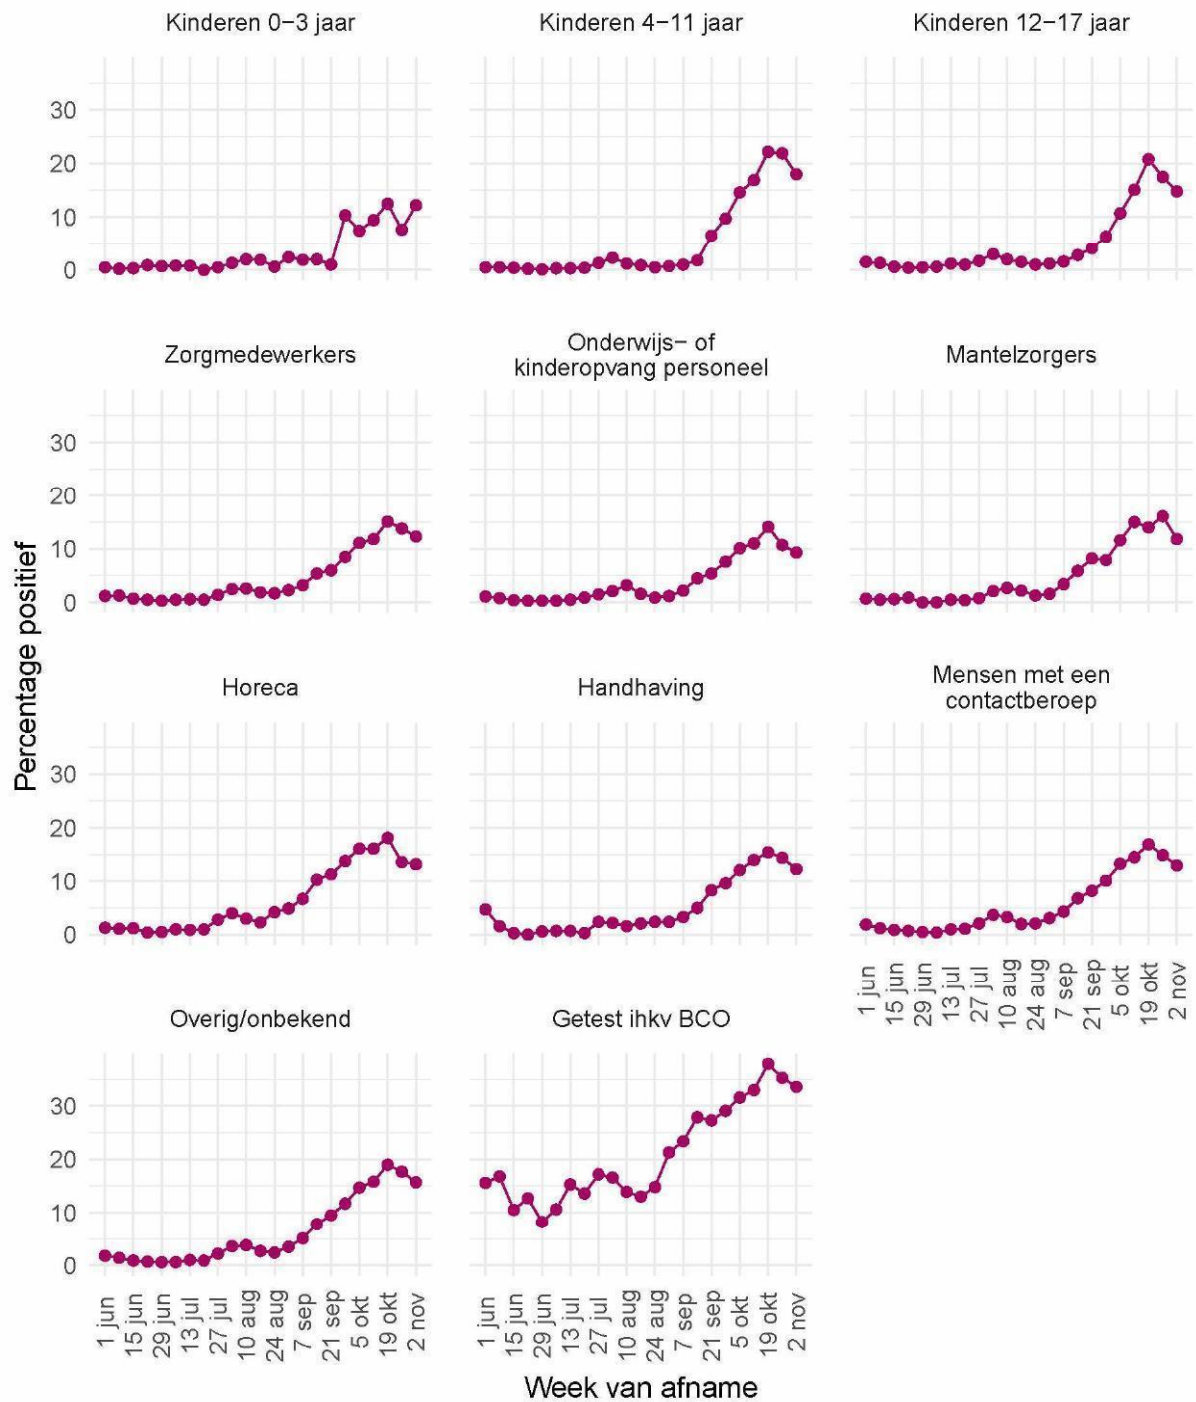 Kinderen 0−3 jaar
Kinderen 4−11 jaar
Kinderen 12−17 jaar
30
20
10
0
Zorgmedewerkers
Onderwijs− of
kinderopvang personeel
Mantelzorgers
30
20
10
0
Percentage positief
Horeca
Handhaving
Mensen met een
contactberoep
30
20
10
0
1 jun
15 jun
29 jun
13 jul
27 jul
10 aug
24 aug
7 sep
21 sep
5 okt
19 okt
2 nov
Overig/onbekend
Getest ihkv BCO
30
20
10
0
1 jun
15 jun
29 jun
13 jul
27 jul
10 aug
24 aug
7 sep
21 sep
5 okt
19 okt
2 nov
1 jun
15 jun
29 jun
13 jul
27 jul
10 aug
24 aug
7 sep
21 sep
5 okt
19 okt
2 nov
Week van afname